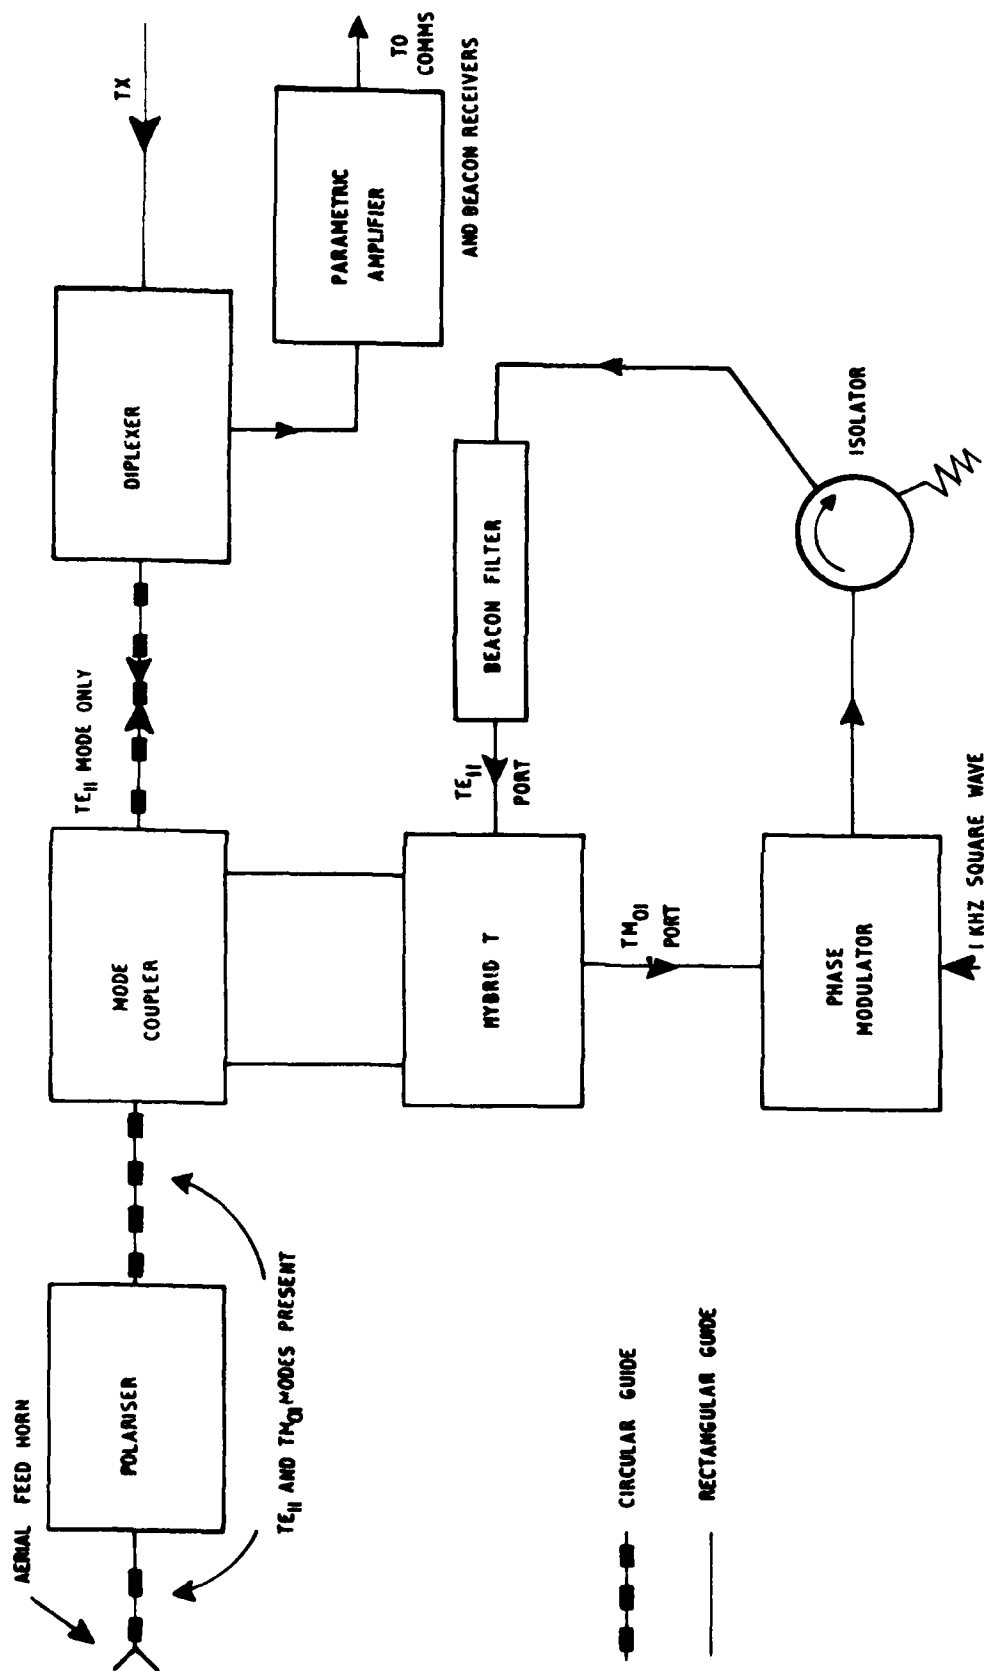 AERIAL FEED HORN
POLARISER
TE11 AND TM01 MODES PRESENT
MODE
COUPLER
TE11 MODE ONLY
DIPLEXER
TX
PARAMETRIC
AMPLIFIER
TO
COMMS
AND BEACON RECEIVERS
HYBRID T
TE11
PORT
BEACON FILTER
TM01
PORT
PHASE
MODULATOR
1 KHZ SQUARE WAVE
ISOLATOR
CIRCULAR GUIDE
RECTANGULAR GUIDE